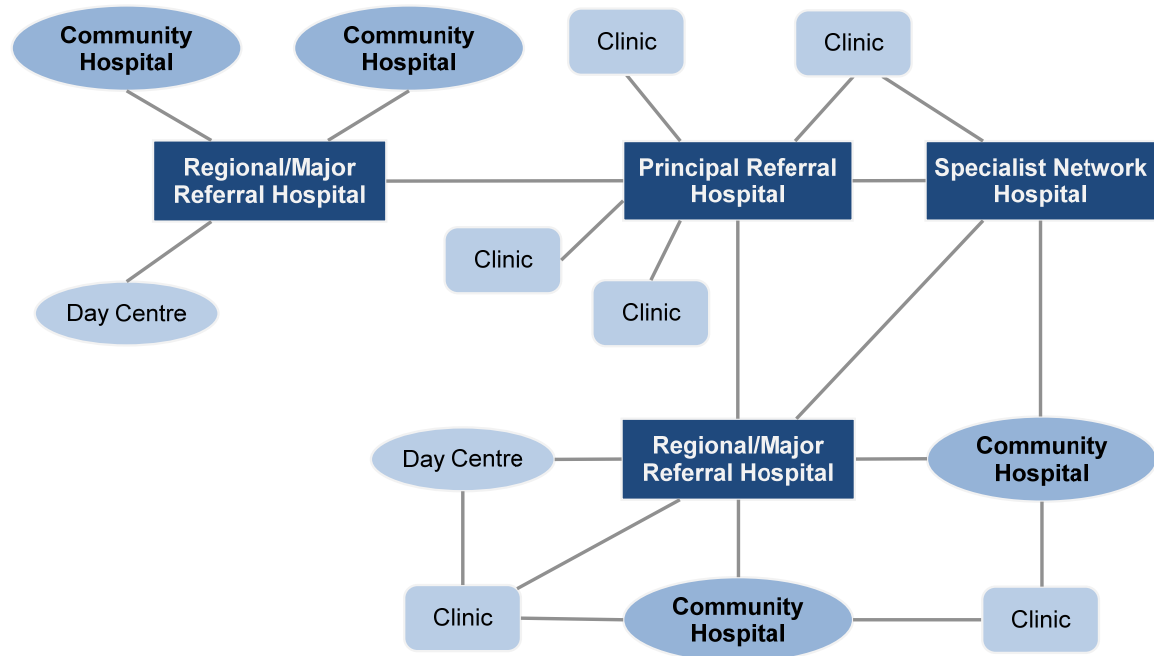 Community
Hospital
Community
Hospital
Clinic
Clinic
Regional/Major
Referral Hospital
Principal Referral
Hospital
Specialist Network
Hospital
Clinic
Clinic
Day Centre
Day Centre
Regional/Major
Referral Hospital
Community
Hospital
Clinic
Community
Hospital
Clinic